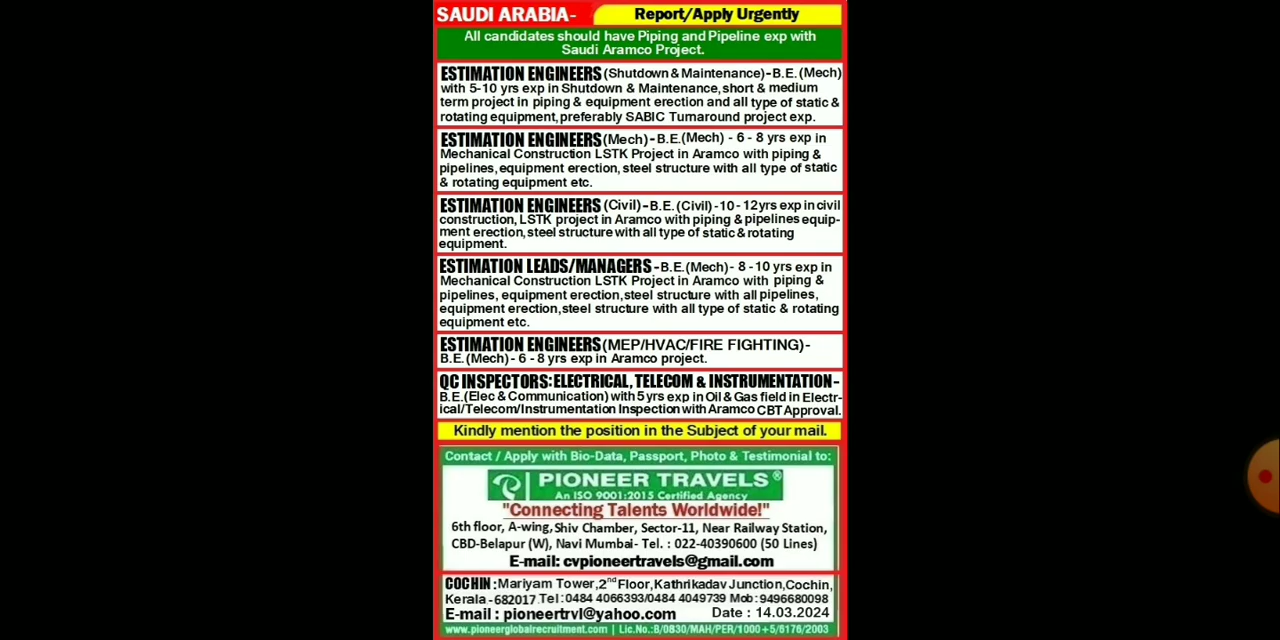 SAUDI ARABIA-
Report/Apply Urgently
All candidates should have Piping and Pipeline exp with
Saudi Aramco Project.
ESTIMATION ENGINEERS (Shutdown & Maintenance) - B.E. (Mech)
with 5-10 yrs exp in Shutdown & Maintenance, short & medium
term project in piping & equipment erection and all type of static &
rotating equipment, preferably SABIC Turnaround project exp.
ESTIMATION ENGINEERS (Mech) - B.E. (Mech) - 6 - 8 yrs exp in
Mechanical Construction LSTK Project in Aramco with piping &
pipelines, equipment erection, steel structure with all type of static
& rotating equipment etc.
ESTIMATION ENGINEERS (Civil) - B.E. (Civil) - 10 - 12 yrs exp in civil
construction, LSTK project in Aramco with piping & pipelines equip-
ment erection, steel structure with all type of static & rotating
equipment.
ESTIMATION LEADS/MANAGERS - B.E. (Mech) - 8 - 10 yrs exp in
Mechanical Construction LSTK Project in Aramco with piping &
pipelines, equipment erection, steel structure with all pipelines,
equipment erection, steel structure with all type of static & rotating
equipment etc.
ESTIMATION ENGINEERS (MEP/HVAC/FIRE FIGHTING) -
B.E. (Mech) - 6 - 8 yrs exp in Aramco project.
QC INSPECTORS: ELECTRICAL, TELECOM & INSTRUMENTATION -
B.E. (Elec & Communication) with 5 yrs exp in Oil & Gas field in Electr-
ical/Telecom/Instrumentation Inspection with Aramco CBT Approval.
Kindly mention the position in the Subject of your mail.
Contact / Apply with Bio-Data, Passport, Photo & Testimonial to:
PIONEER TRAVELS®
An ISO 9001:2015 Certified Agency
"Connecting Talents Worldwide!"
6th floor, A-wing, Shiv Chamber, Sector-11, Near Railway Station,
CBD-Belapur (W), Navi Mumbai- Tel. : 022-40390600 (50 Lines)
E-mail: cvpioneertravels@gmail.com
COCHIN : Mariyam Tower, 2nd Floor, Kathrikadav Junction, Cochin,
Kerala - 682017 Tel : 0484 4066393/0484 4049739 Mob : 9496680098
E-mail : pioneertrvl@yahoo.com Date : 14.03.2024
www.pioneerglobalrecruitment.com | Lic.No.:B/0830/MAH/PER/1000+5/6176/2003